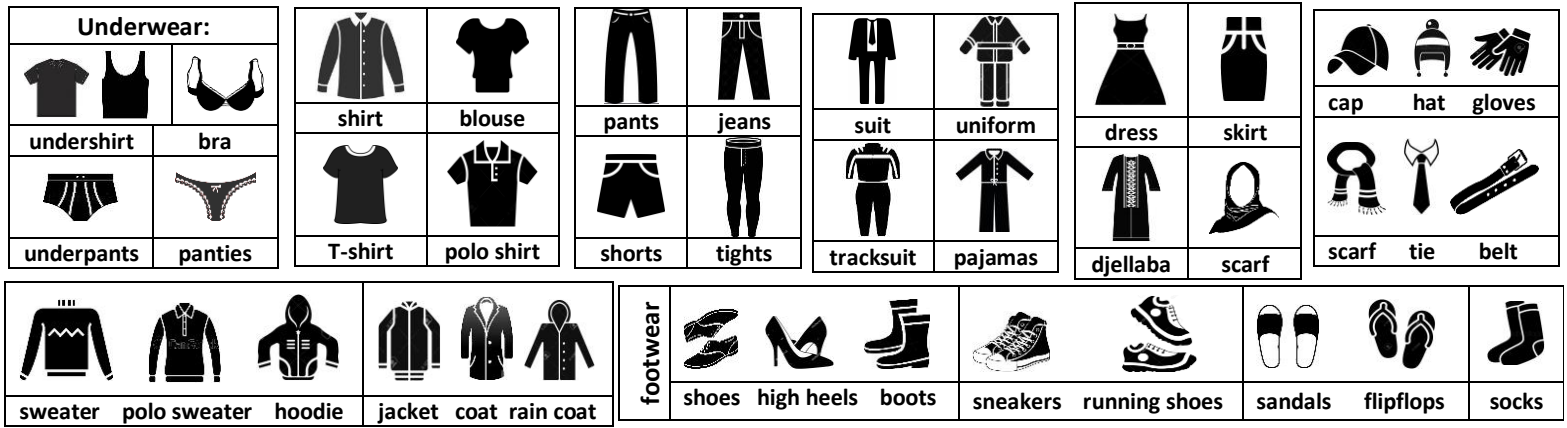 Underwear:
undershirt bra
underpants panties
shirt blouse
T-shirt polo shirt
pants jeans
shorts tights
suit uniform
tracksuit pajamas
dress skirt
djellaba scarf
cap hat gloves
scarf tie belt
sweater polo sweater hoodie
jacket coat rain coat
footwear
shoes high heels boots
sneakers running shoes
sandals flipflops
socks